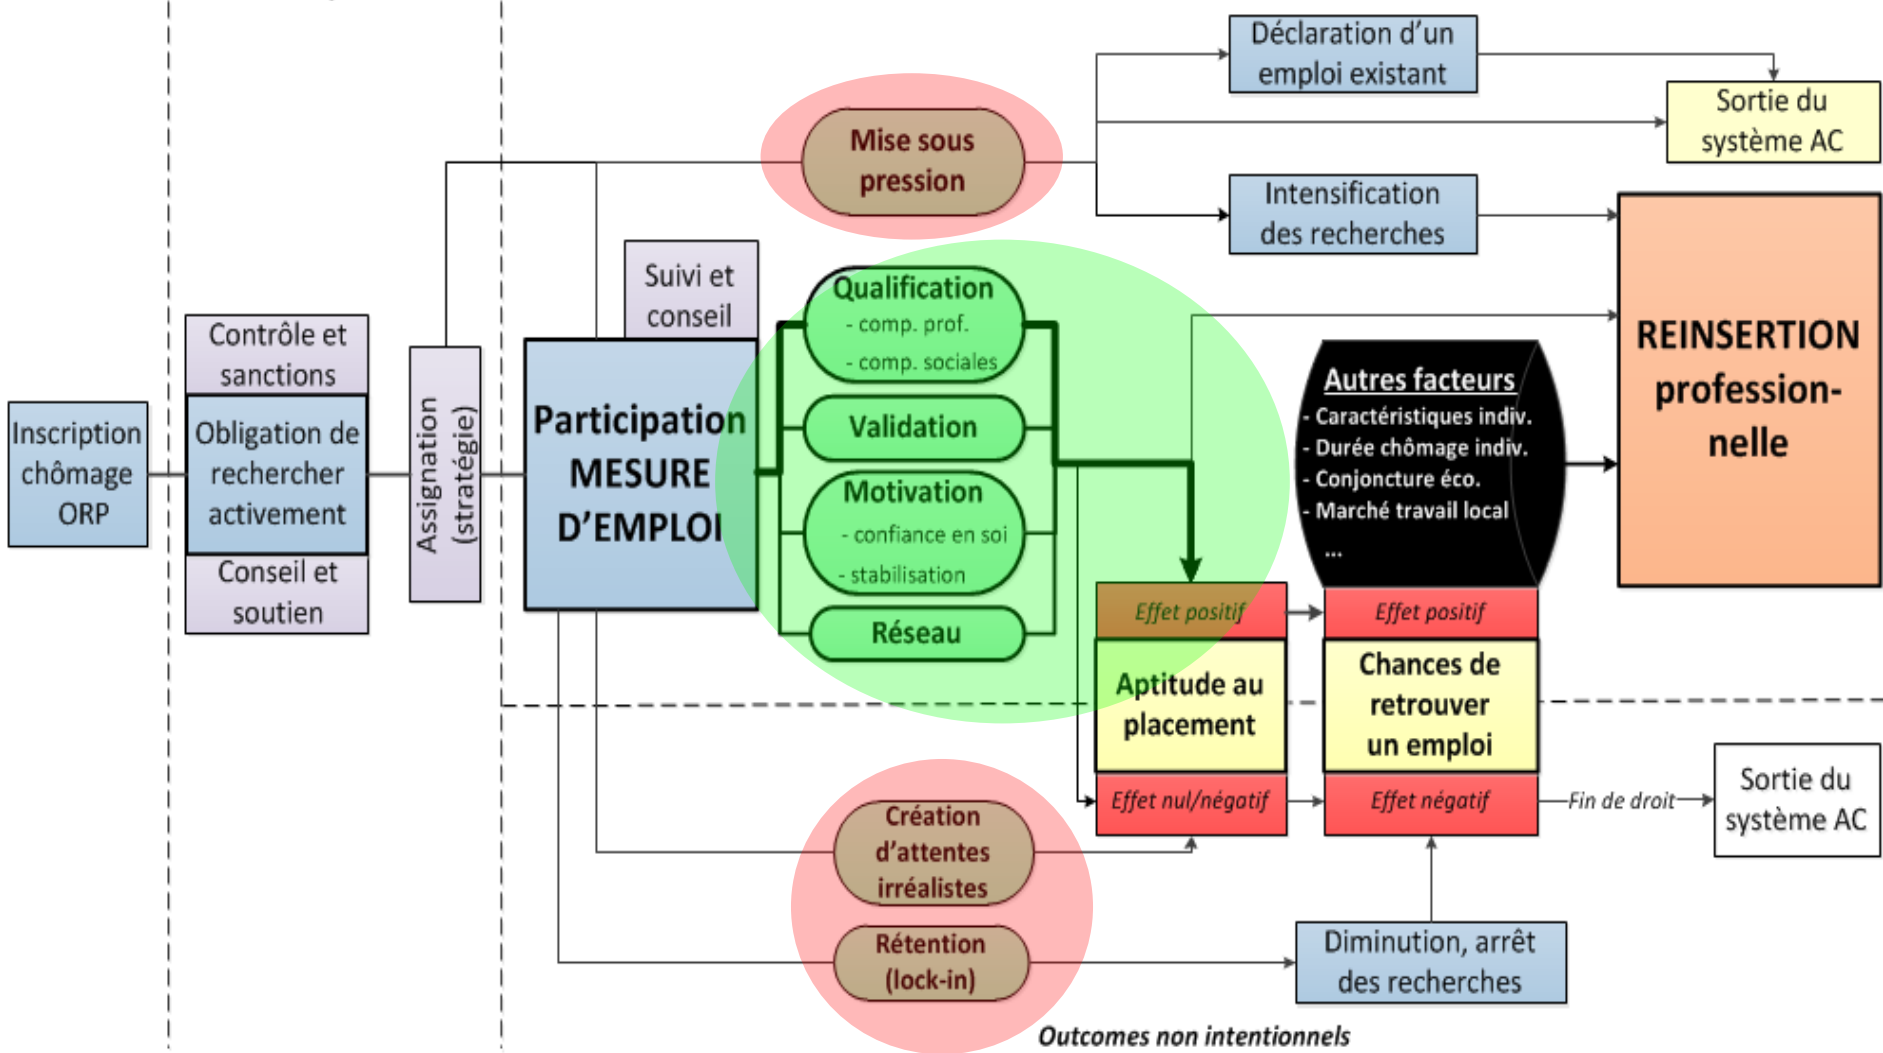 Déclaration d’un
emploi existant
Sortie du
système AC
Mise sous
pression
Intensification
des recherches
Suivi et
conseil
Qualification
- comp. prof.
- comp. sociales
Validation
Motivation
- confiance en soi
- stabilisation
Réseau
Contrôle et
sanctions
Inscription
chômage
ORP
Obligation de
rechercher
activement
Conseil et
soutien
Assignation
(stratégie)
Participation
MESURE
D’EMPLOI
Autres facteurs
- Caractéristiques indiv.
- Durée chômage indiv.
- Conjoncture éco.
- Marché travail local
...
REINSERTION
profession-
nelle
Effet positif
Aptitude au
placement
Effet nul/négatif
Effet positif
Chances de
retrouver
un emploi
Effet négatif
Fin de droit
Sortie du
système AC
Création
d’attentes
irréalistes
Rétention
(lock-in)
Diminution, arrêt
des recherches
Outcomes non intentionnels